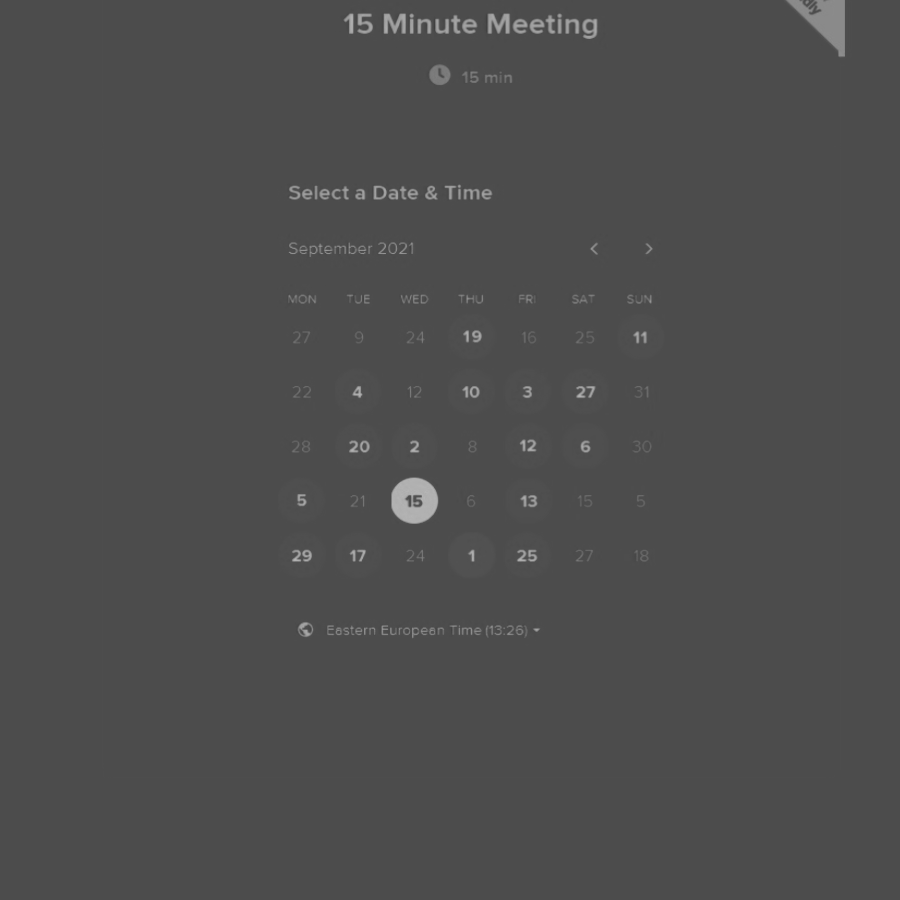 15 Minute Meeting
15 min
Select a Date & Time
September 2021
MON TUE WED THU FRI SAT SUN
27 9 24 19 16 25 11
22 4 12 10 3 27 31
28 20 2 8 12 6 30
5 21 15 6 13 15 5
29 17 24 1 25 27 18
Eastern European Time (13:26)